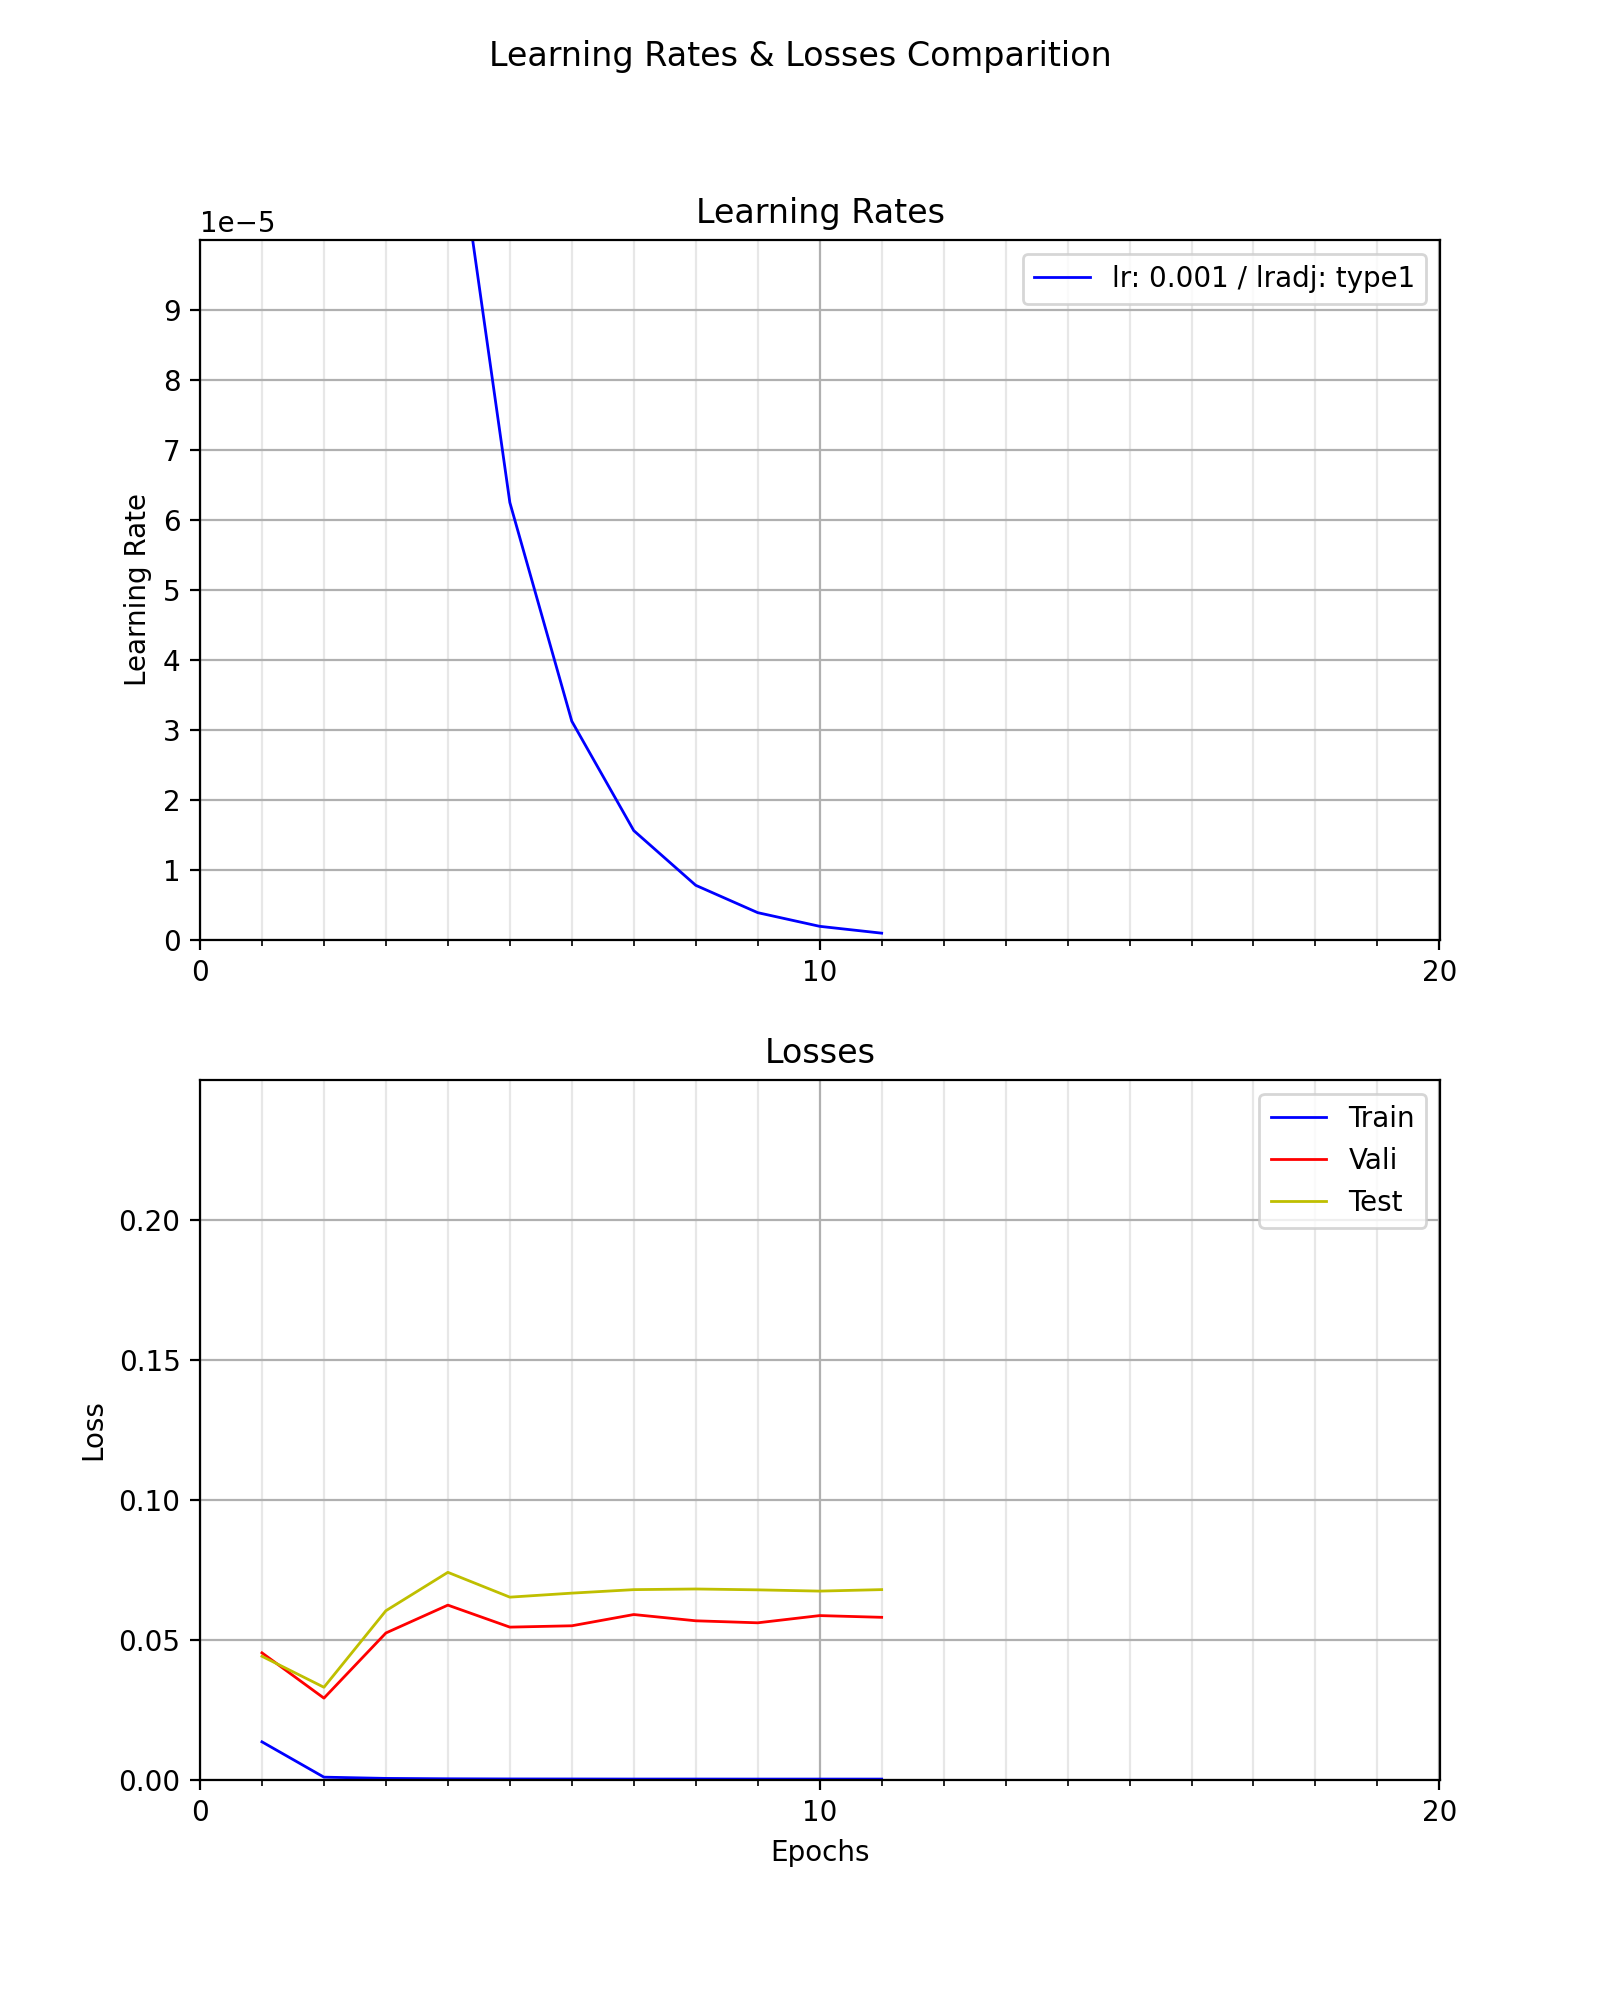 Learning Rates & Losses Comparition
Learning Rates
1e−5
lr: 0.001 / lradj: type1
9
8
7
6
5
4
3
2
1
0
Learning Rate
0
10
20
Losses
Train
Vali
Test
0.20
0.15
0.10
0.05
0.00
Loss
0
10
20
Epochs